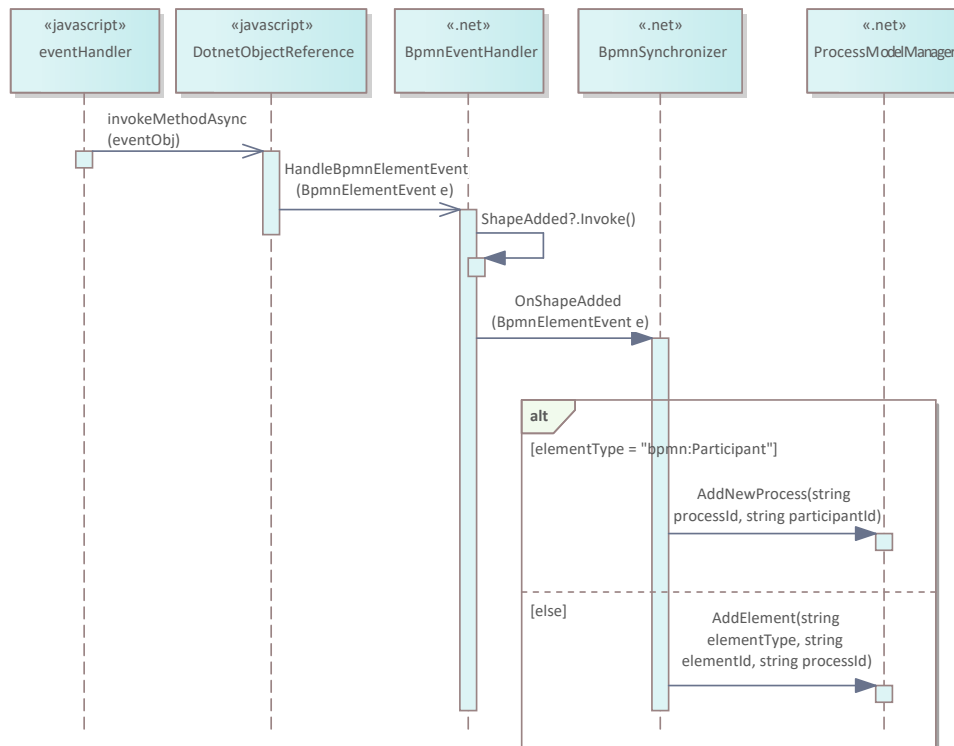 «javascript»
eventHandler
«javascript»
DotnetObjectReference
«.net»
BpmnEventHandler
«.net»
BpmnSynchronizer
«.net»
ProcessModelManager
invokeMethodAsync
(eventObj)
HandleBpmnElementEvent
(BpmnElementEvent e)
ShapeAdded?.Invoke()
OnShapeAdded
(BpmnElementEvent e)
alt
[elementType = "bpmn:Participant"]
AddNewProcess(string
processId, string participantId)
[else]
AddElement(string
elementType, string
elementId, string processId)